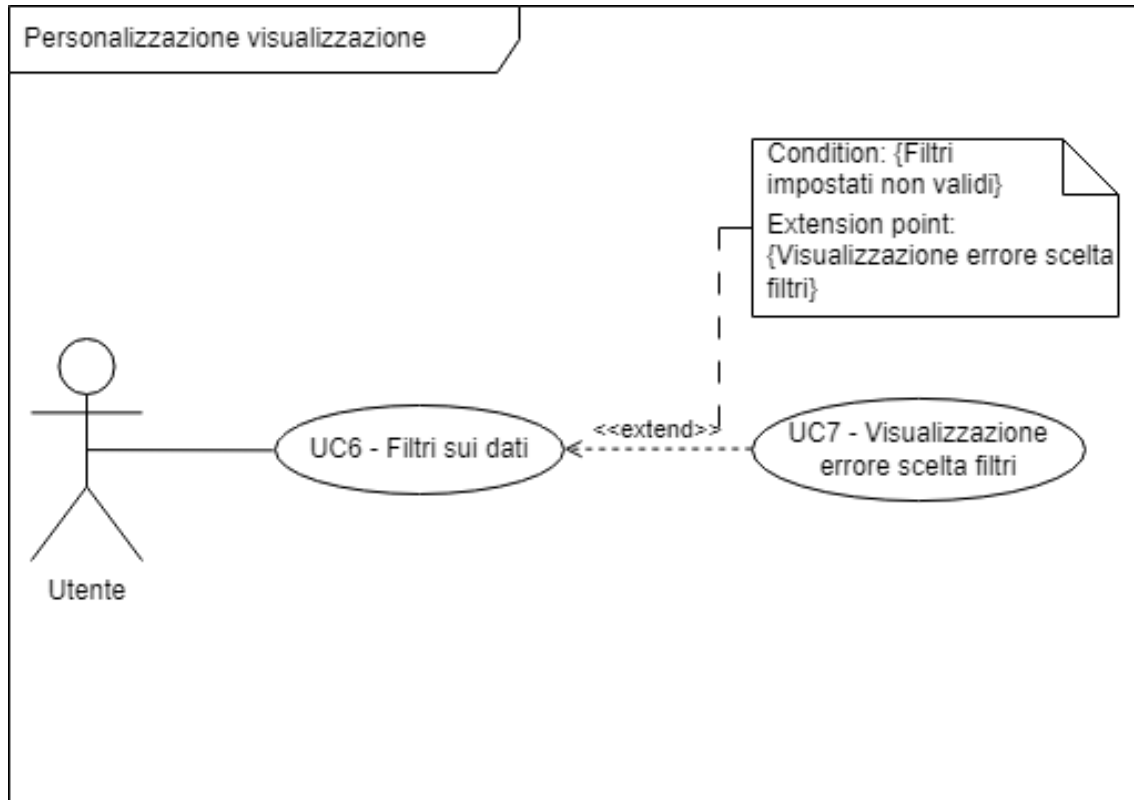 Personalizzazione visualizzazione
Condition: {Filtri
impostati non validi}
Extension point:
{Visualizzazione errore scelta
filtri}
<<extend>>
UC6 - Filtri sui dati
UC7 - Visualizzazione
errore scelta filtri
Utente